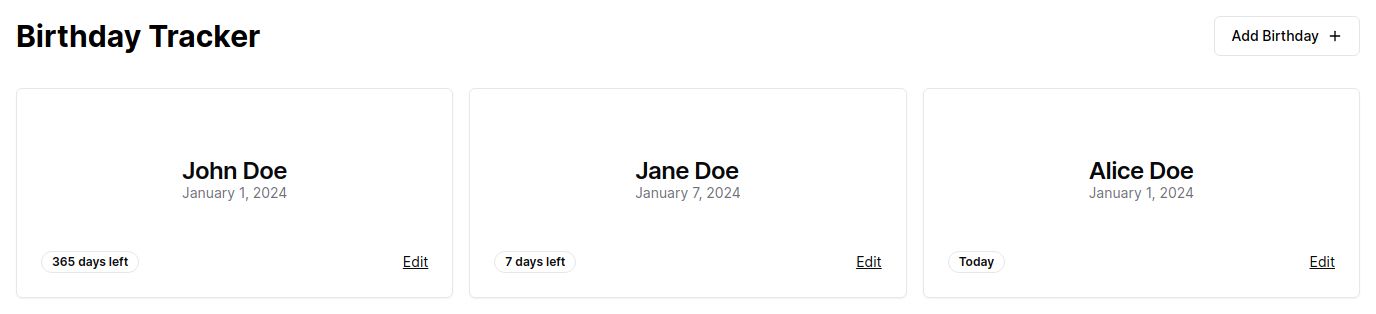 Birthday Tracker
Add Birthday
John Doe
January 1, 2024
365 days left
Edit
Jane Doe
January 7, 2024
7 days left
Edit
Alice Doe
January 1, 2024
Today
Edit